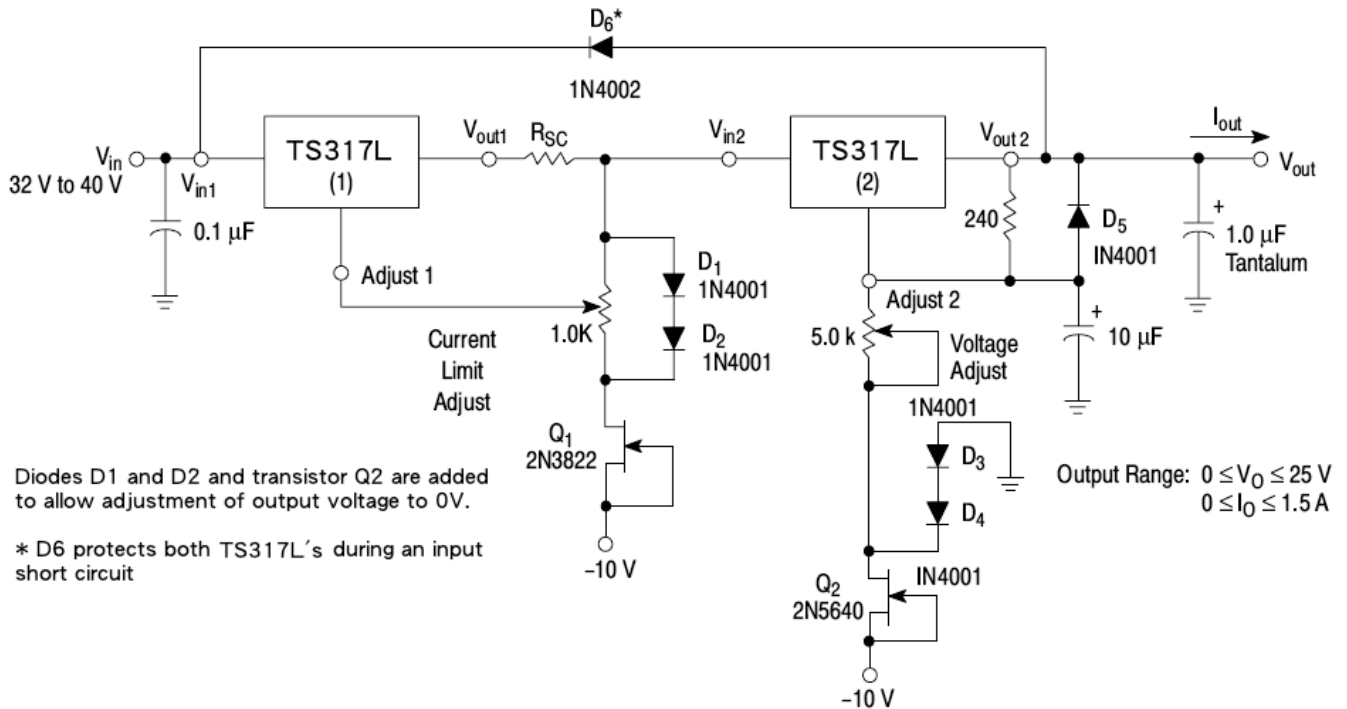 D6*
1N4002
Vin
32 V to 40 V
Vin1
0.1 μF
TS317L
(1)
Vout1
RSC
Vin2
TS317L
(2)
Vout 2
Iout
Vout
Adjust 1
1.0K
Current
Limit
Adjust
D1
1N4001
D2
1N4001
240
D5
IN4001
+
1.0 μF
Tantalum
Adjust 2
5.0 k
Voltage
Adjust
+
10 μF
Q1
2N3822
–10 V
1N4001
D3
D4
IN4001
Q2
2N5640
–10 V
Output Range: 0 ≤ VO ≤ 25 V
0 ≤ IO ≤ 1.5 A
Diodes D1 and D2 and transistor Q2 are added
to allow adjustment of output voltage to 0V.
* D6 protects both TS317L´s during an input
short circuit